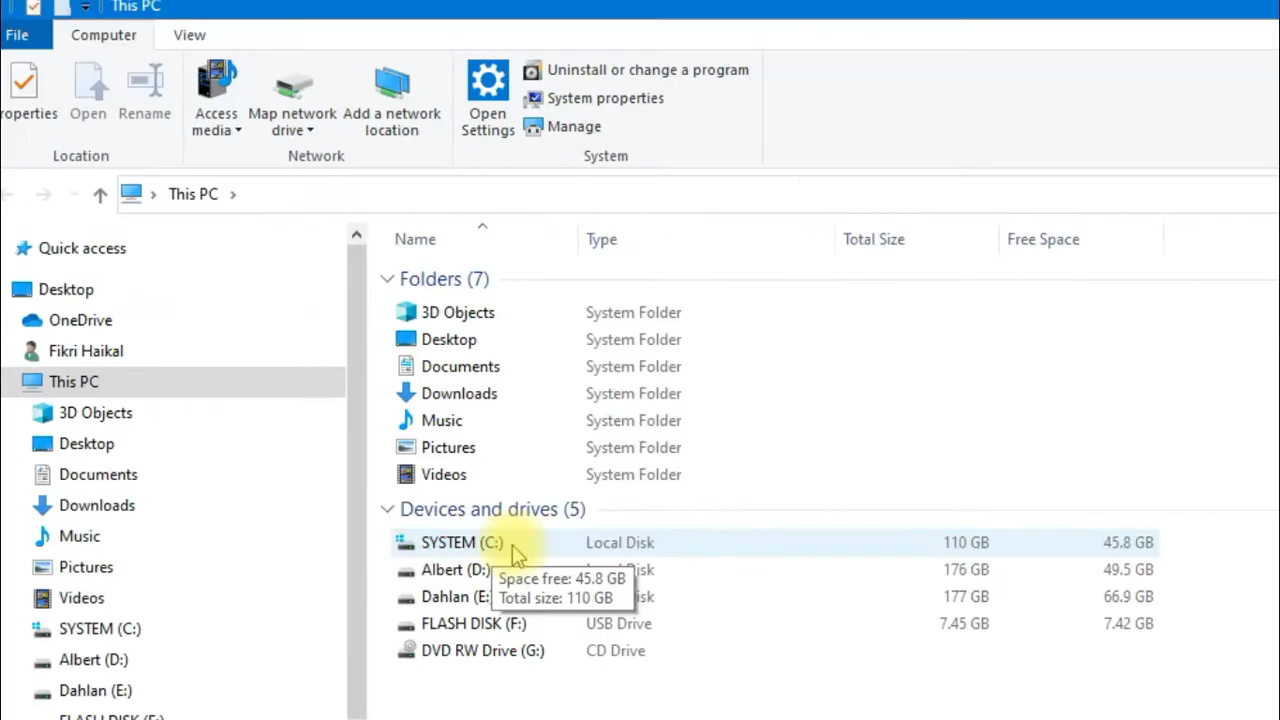 This PC
File
Computer
View
roperties
Open
Rename
Access media
Map network drive
Add a network location
Open Settings
Uninstall or change a program
System properties
Manage
Location
Network
System
This PC
Quick access
Desktop
OneDrive
Fikri Haikal
This PC
3D Objects
Desktop
Documents
Downloads
Music
Pictures
Videos
SYSTEM (C:)
Albert (D:)
Dahlan (E:)
FLASH DISK (F:)
Name Type Total Size Free Space
Folders (7)
3D Objects System Folder
Desktop System Folder
Documents System Folder
Downloads System Folder
Music System Folder
Pictures System Folder
Videos System Folder
Devices and drives (5)
SYSTEM (C:) Local Disk 110 GB 45.8 GB
Albert (D:) sk 176 GB 49.5 GB
Dahlan (E: sk 177 GB 66.9 GB
Space free: 45.8 GB
Total size: 110 GB
FLASH DISK (F:) USB Drive 7.45 GB 7.42 GB
DVD RW Drive (G:) CD Drive